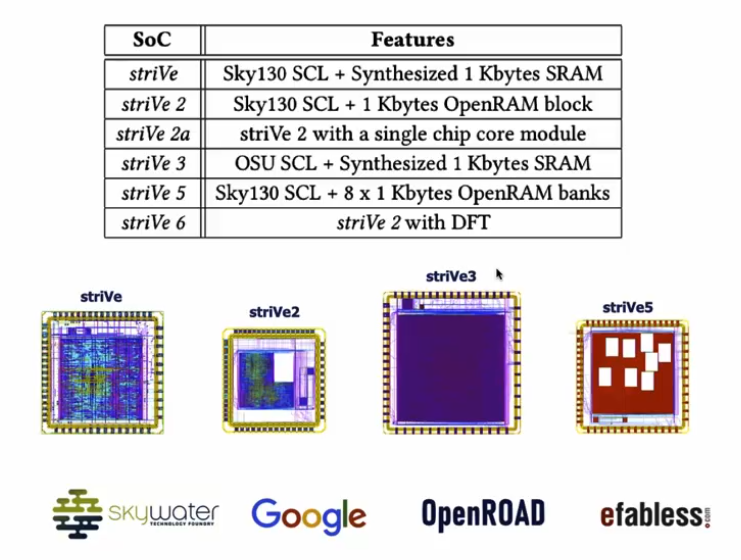 SoC Features
striVe Sky130 SCL + Synthesized 1 Kbytes SRAM
striVe 2 Sky130 SCL + 1 Kbytes OpenRAM block
striVe 2a striVe 2 with a single chip core module
striVe 3 OSU SCL + Synthesized 1 Kbytes SRAM
striVe 5 Sky130 SCL + 8 x 1 Kbytes OpenRAM banks
striVe 6 striVe 2 with DFT
striVe striVe2 striVe3 striVe5
skywater Google OpenROAD efabless.com
TECHNOLOGY FOUNDRY